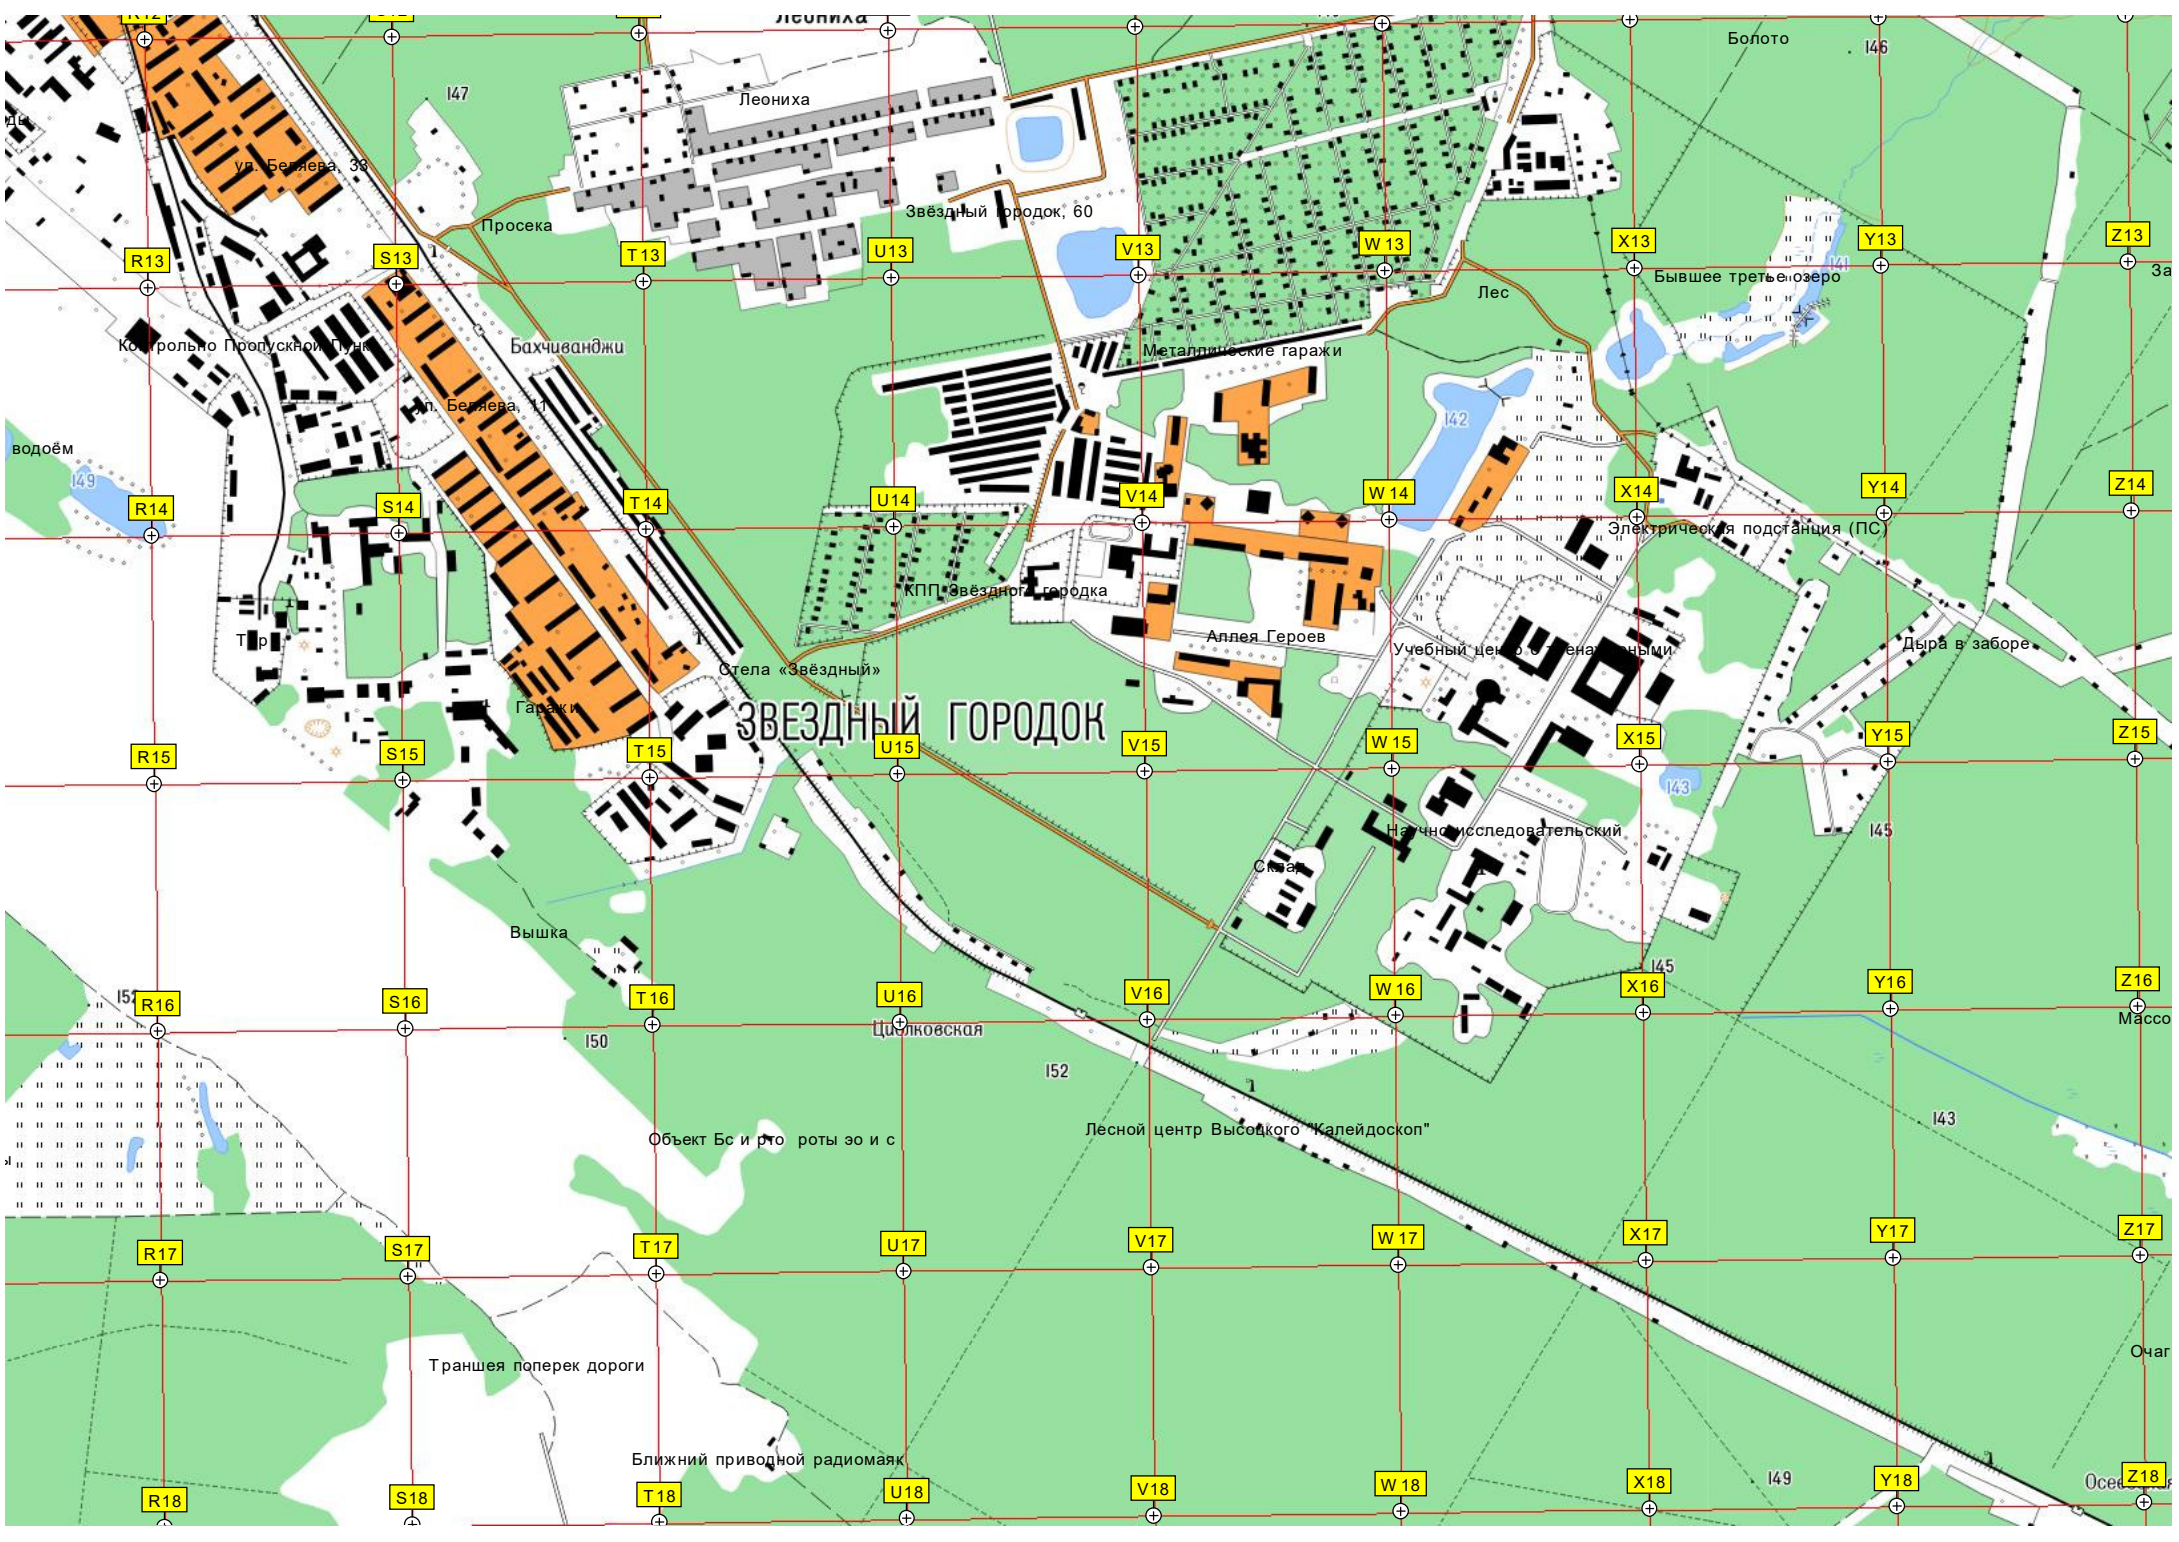 Леониха
Болото
146
147
Леониха
ул. Беляева, 33
Просека
Звёздный городок, 60
R13
S13
T13
U13
V13
W13
X13
Y13
Z13
141
Бывшее третье озеро
Лес
Бахчиванджи
Металлические гаражи
ул. Беляева, 11
142
водоём
149
R14
S14
T14
U14
V14
W14
X14
Y14
Z14
Электрическая подстанция (ПС)
КПП Звёздного городка
Аллея Героев
Дыра в заборе
Стела «Звёздный»
Гаражи
ЗВЕЗДНЫЙ ГОРОДОК
R15
S15
T15
U15
V15
W15
X15
Y15
Z15
143
145
Научно-исследовательский
Склад
Вышка
145
152
R16
S16
T16
U16
V16
W16
X16
Y16
Z16
Массо
Циолковская
150
152
143
Объект
роты
Лесной центр Высоцкого "Калейдоскоп"
R17
S17
T17
U17
V17
W17
X17
Y17
Z17
Очаг
Траншея поперек дороги
Ближний приводной радиомаяк
149
R18
S18
T18
U18
V18
W18
X18
Y18
Z18